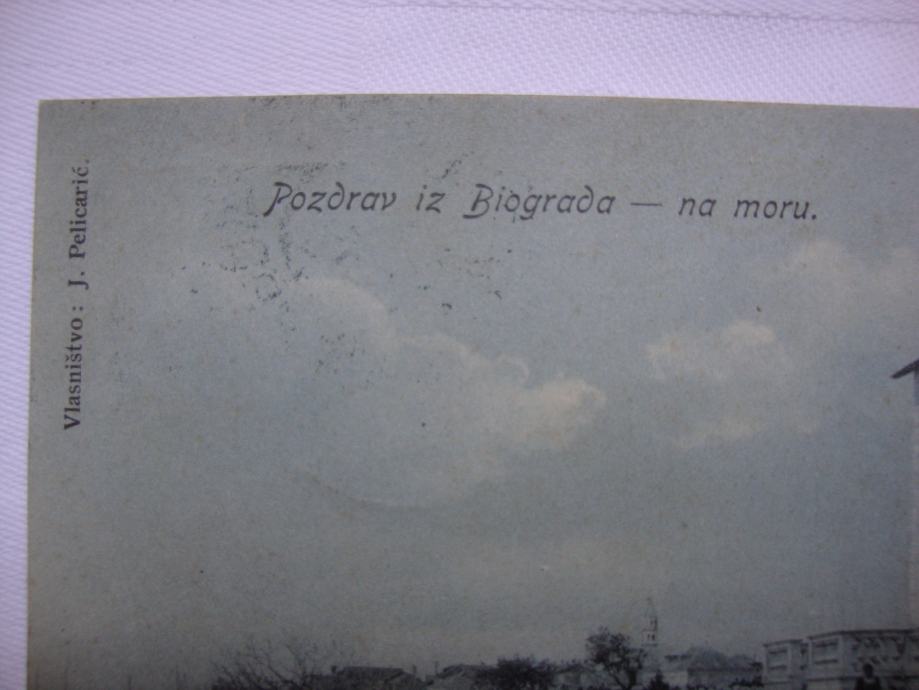 Pozdrav iz Biograda — na moru.
Vlasništvo: J. Pelicarić.